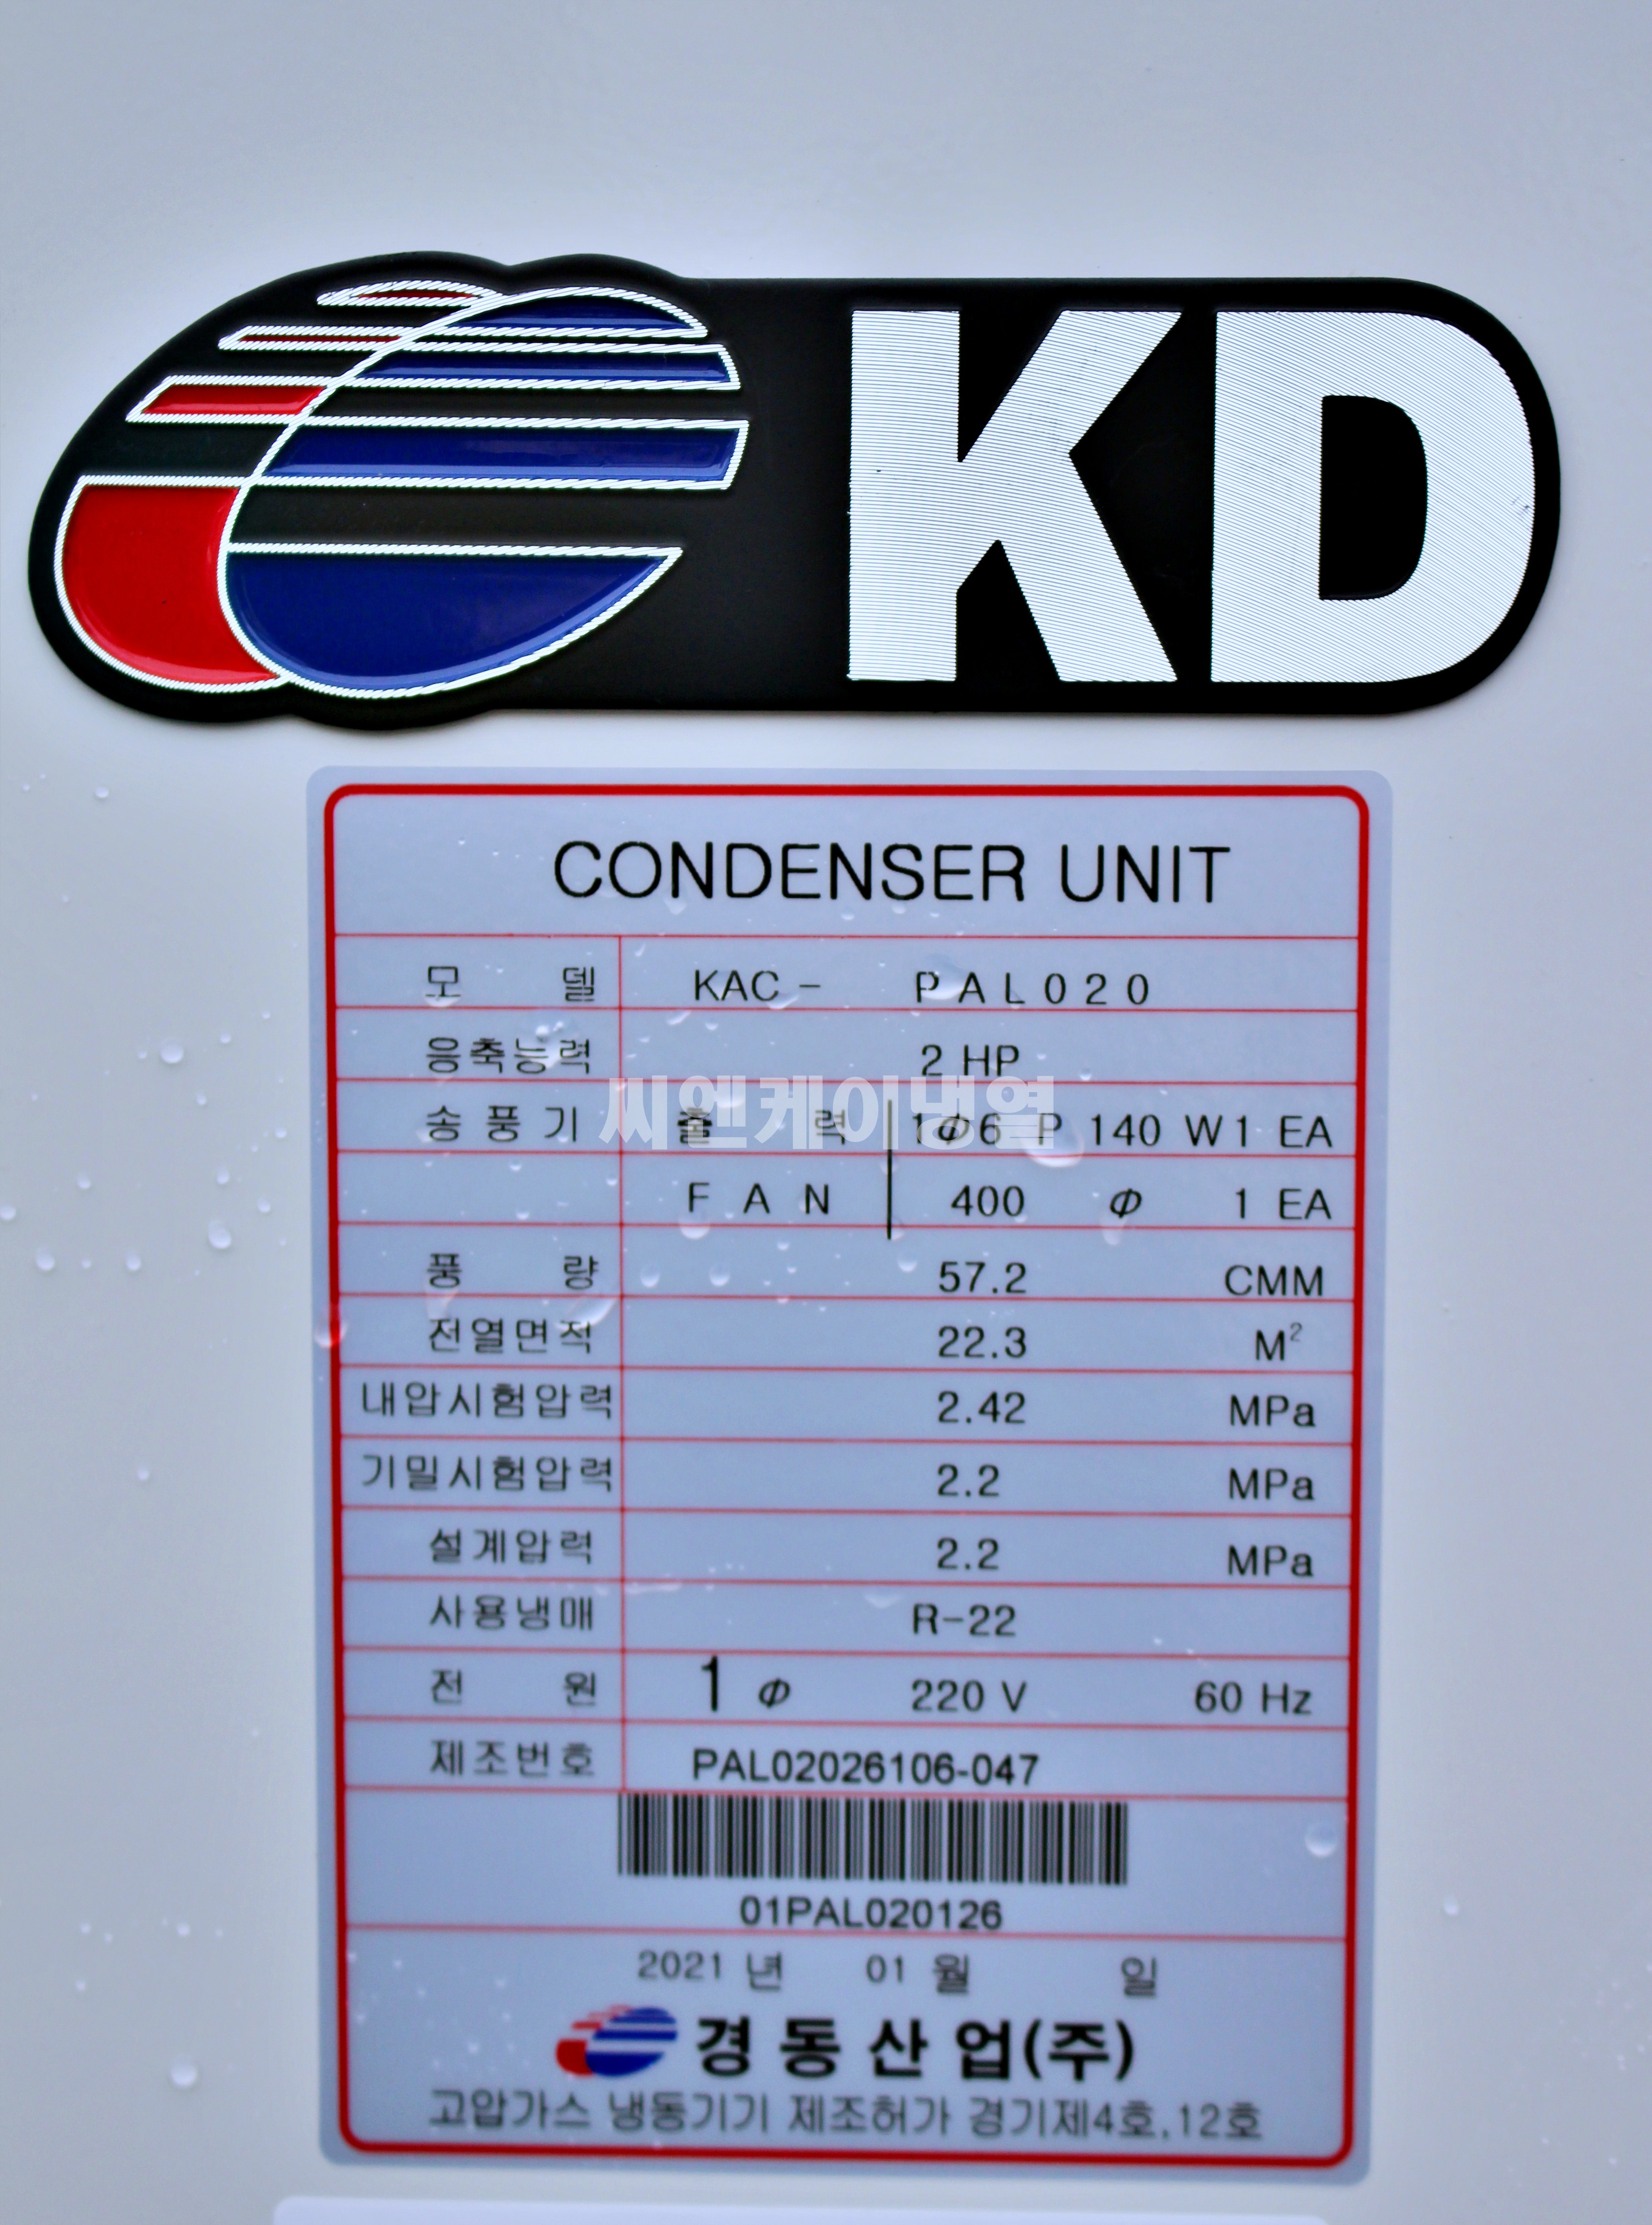 KD
CONDENSER UNIT
모 델 KAC- PAL020
응축능력 2 HP
송풍기 출 력 1Φ6 P 140 W1 EA
씨엔케이냉열
FAN 400 Φ 1 EA
풍 량 57.2 CMM
전열면적 22.3 M²
내압시험압력 2.42 MPa
기밀시험압력 2.2 MPa
설계압력 2.2 MPa
사용냉매 R-22
전 원 1 Φ 220 V 60 Hz
제조번호 PAL02026106-047
01PAL020126
2021 년 01 월 일
경동산업(주)
고압가스 냉동기기 제조허가 경기제4호,12호